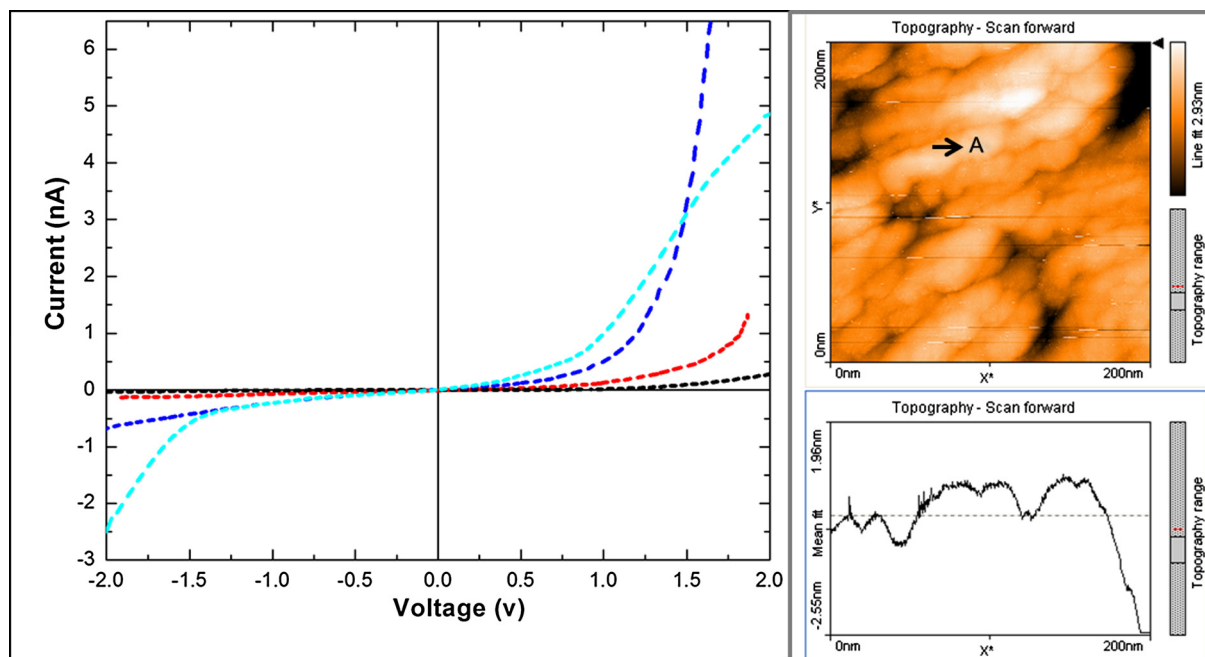 Current (nA)
6
5
4
3
2
1
0
-1
-2
-3
-2.0 -1.5 -1.0 -0.5 0.0 0.5 1.0 1.5 2.0
Voltage (v)
Topography - Scan forward
200nm
Y*
0nm
A
0nm X* 200nm
Line fit 2.93nm
Topography range
Topography - Scan forward
1.96nm
Mean fit
-2.55nm
0nm X* 200nm
Topography range